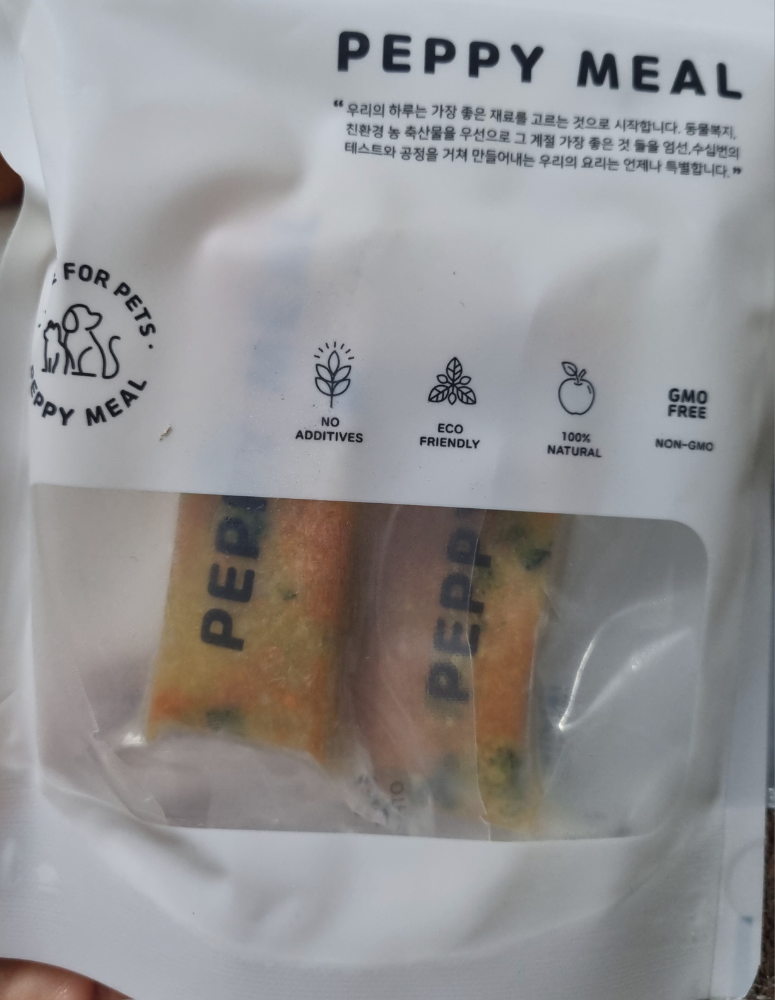 PEPPY MEAL
“우리의 하루는 가장 좋은 재료를 고르는 것으로 시작합니다. 동물복지,
친환경 농 축산물을 우선으로 그 계절 가장 좋은 것 들을 엄선,수십번의
테스트와 공정을 거쳐 만들어내는 우리의 요리는 언제나 특별합니다.”
FOR PETS.
PEPPY MEAL
NO
ADDITIVES
ECO
FRIENDLY
100%
NATURAL
GMO
FREE
NON-GMO
PEP
PEPP